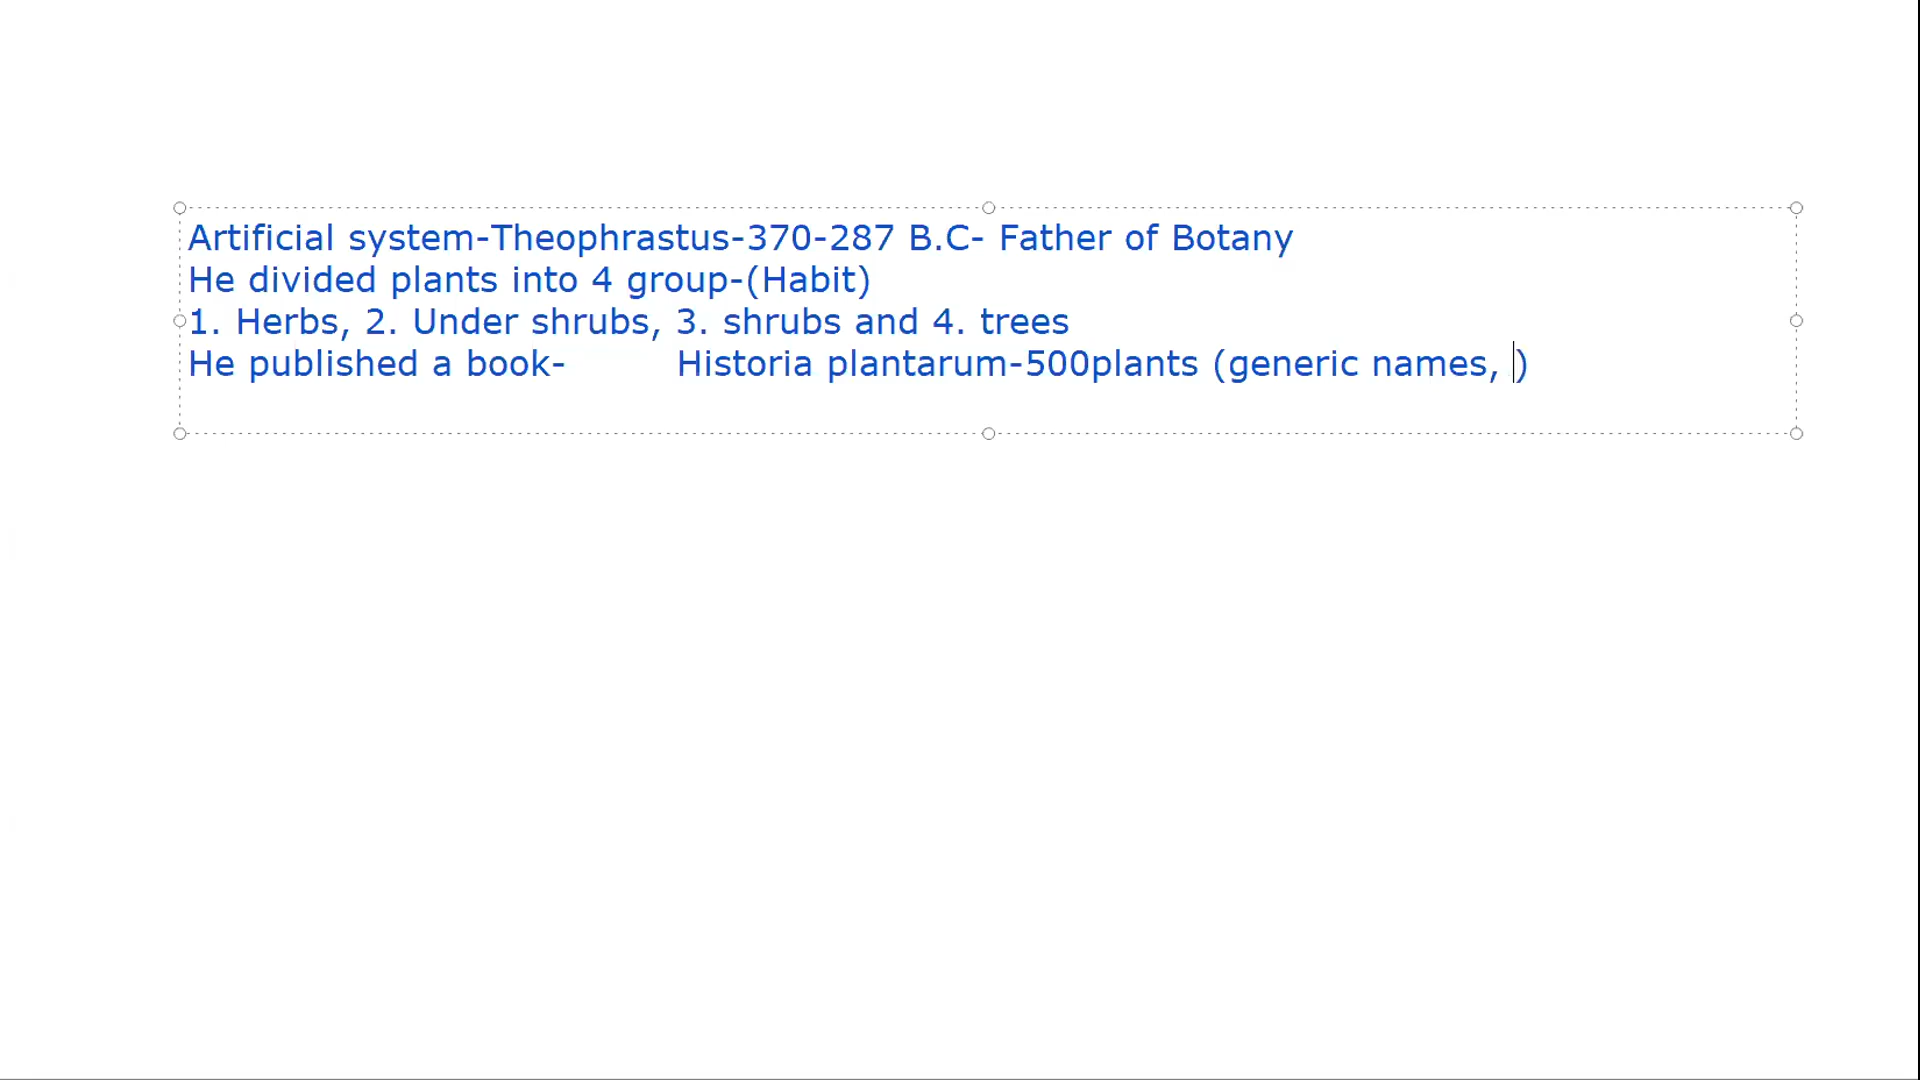 Artificial system-Theophrastus-370-287 B.C- Father of Botany
He divided plants into 4 group-(Habit)
1. Herbs, 2. Under shrubs, 3. shrubs and 4. trees
He published a book- Historia plantarum-500plants (generic names, )